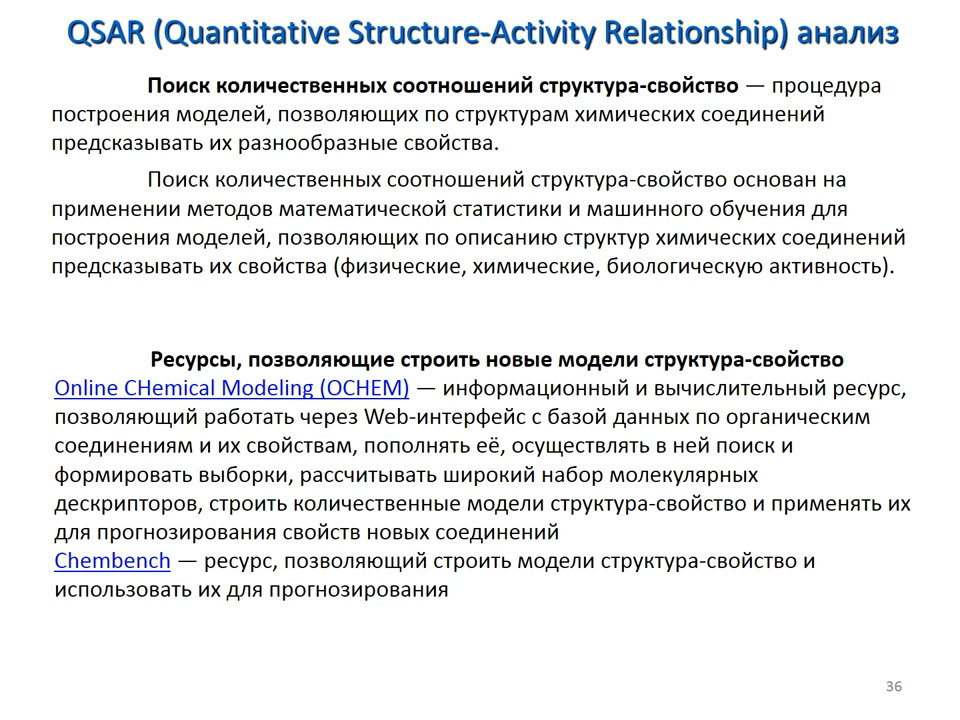 QSAR (Quantitative Structure-Activity Relationship) анализ
Поиск количественных соотношений структура-свойство — процедура
построения моделей, позволяющих по структурам химических соединений
предсказывать их разнообразные свойства.
Поиск количественных соотношений структура-свойство основан на
применении методов математической статистики и машинного обучения для
построения моделей, позволяющих по описанию структур химических соединений
предсказывать их свойства (физические, химические, биологическую активность).
Ресурсы, позволяющие строить новые модели структура-свойство
Online CHemical Modeling (OCHEM) — информационный и вычислительный ресурс,
позволяющий работать через Web-интерфейс с базой данных по органическим
соединениям и их свойствам, пополнять её, осуществлять в ней поиск и
формировать выборки, рассчитывать широкий набор молекулярных
дескрипторов, строить количественные модели структура-свойство и применять их
для прогнозирования свойств новых соединений
Chembench — ресурс, позволяющий строить модели структура-свойство и
использовать их для прогнозирования
36